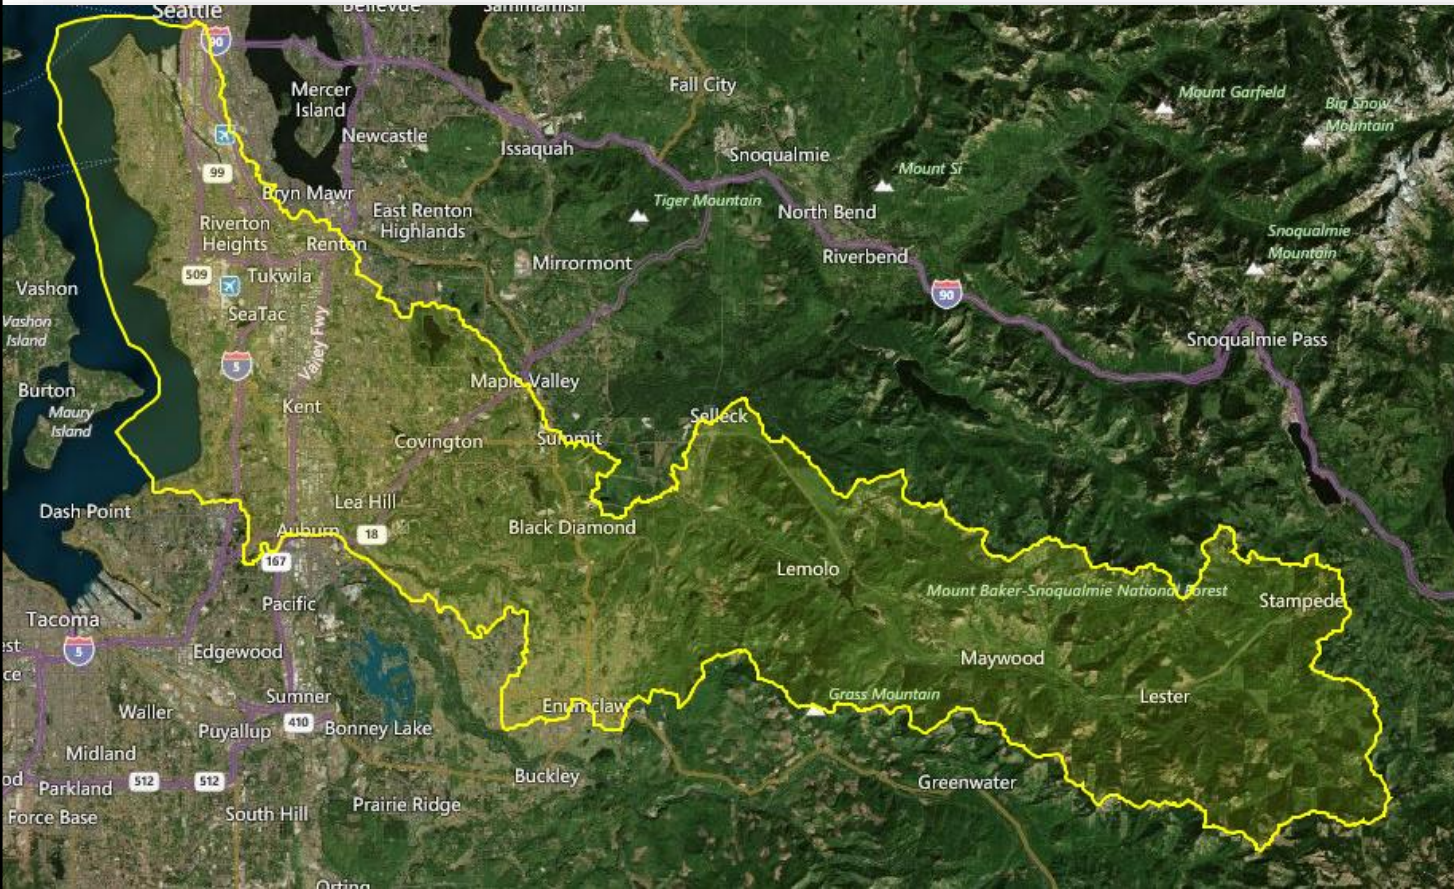 Seattle
Bellevue
Sammamish
90
Mercer
Island
Fall City
Mount Garfield
Big Snow
Mountain
Newcastle
Issaquah
Snoqualmie
Mount Si
99
Bryn Mawr
Tiger Mountain
East Renton
Highlands
North Bend
Riverton
Heights
Renton
Snoqualmie
Mountain
Mirrormont
Riverbend
509
Tukwila
Vashon
90
SeaTac
Vashon
Island
Valley Fwy
Snoqualmie Pass
5
Burton
Maple Valley
Maury
Island
Kent
Selleck
Covington
Summit
Lea Hill
Dash Point
Auburn
18
Black Diamond
167
Lemolo
Mount Baker-Snoqualmie National Forest
Stampede
Pacific
Tacoma
5
Edgewood
Maywood
Sumner
Grass Mountain
Lester
Enumclaw
Waller
410
Puyallup
Bonney Lake
Midland
512
512
Buckley
Greenwater
Parkland
Prairie Ridge
Force Base
South Hill
Orting